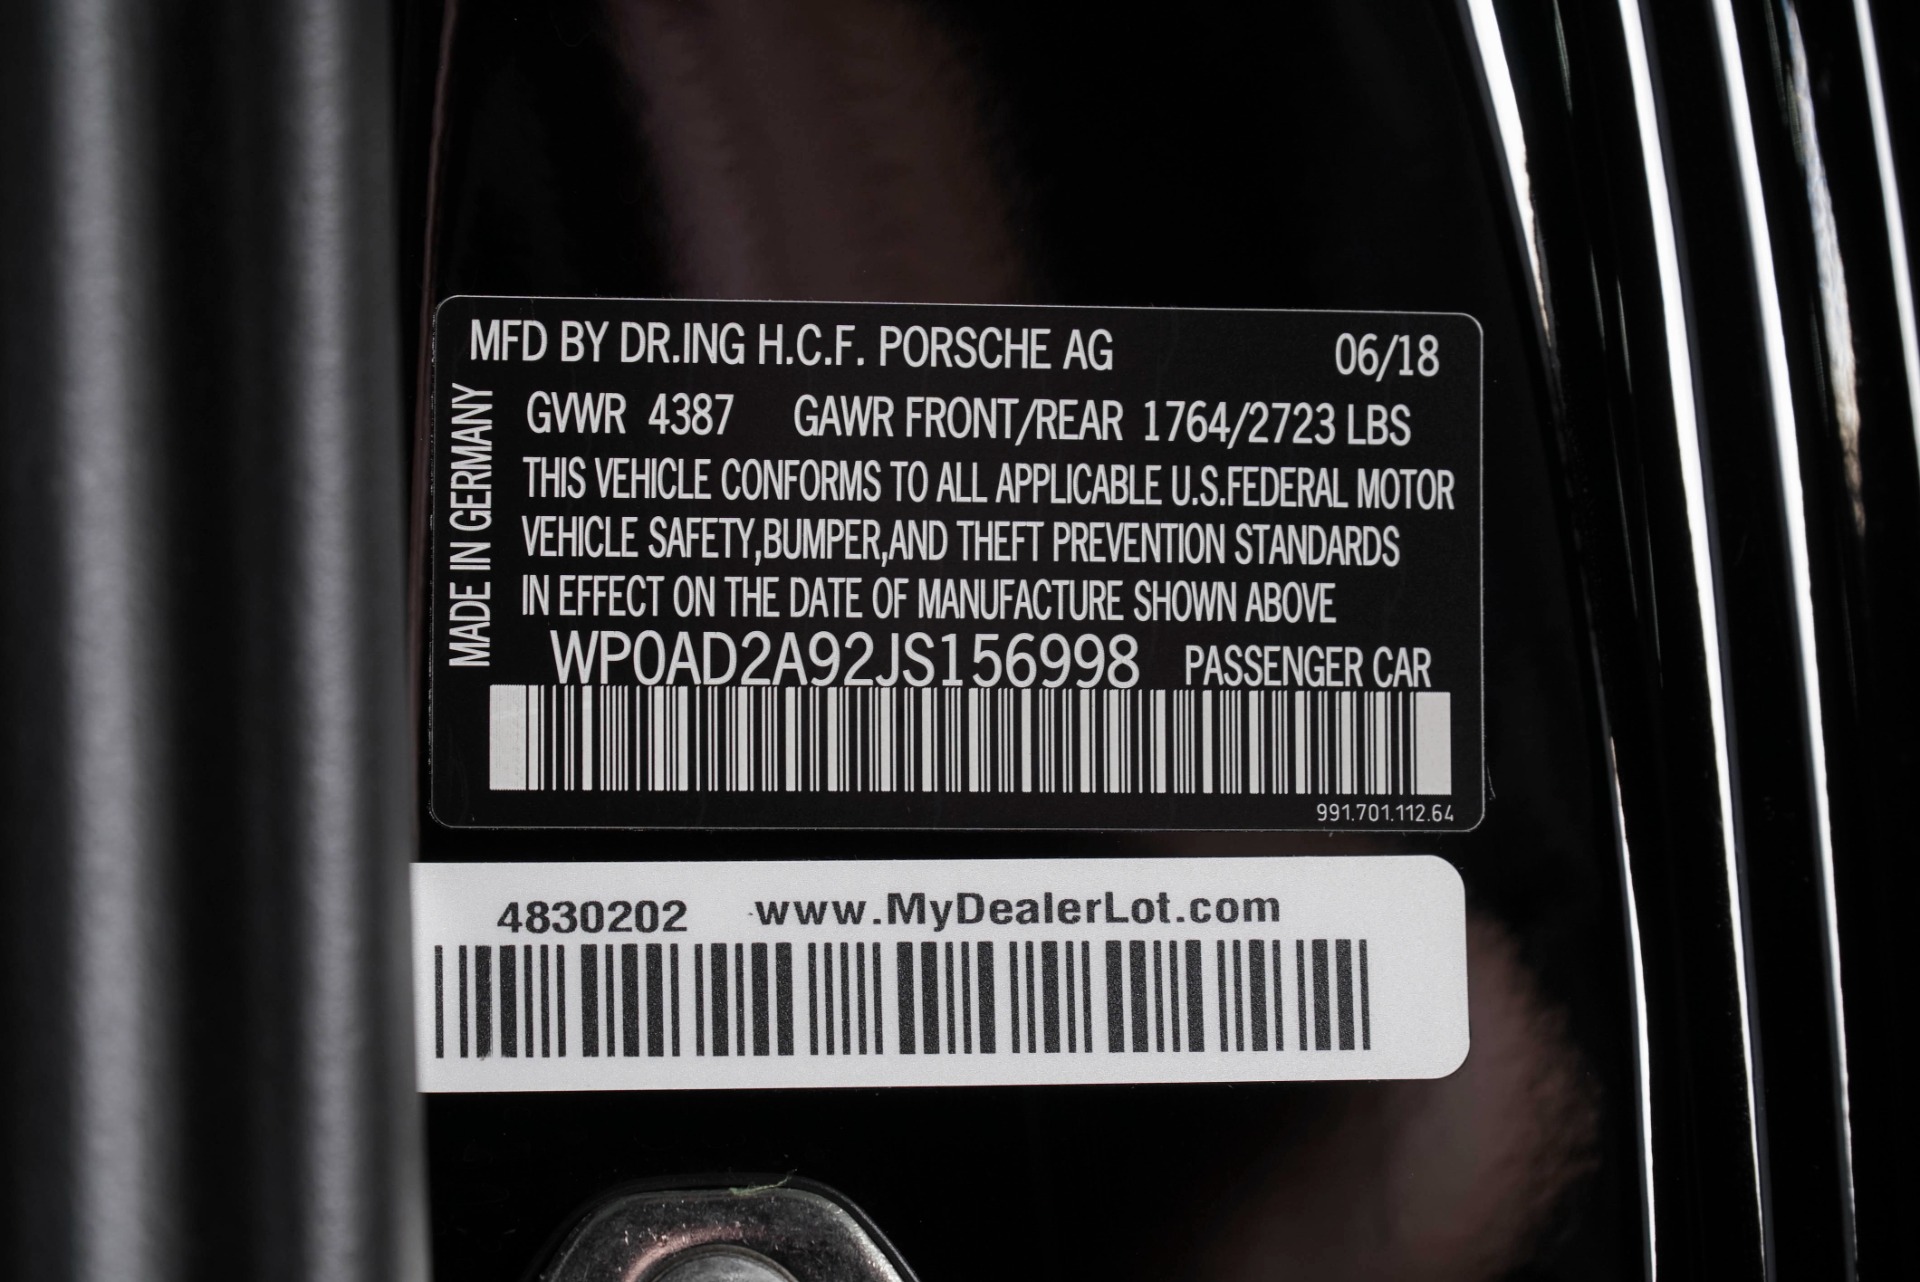 MFD BY DR.ING H.C.F. PORSCHE AG 06/18
MADE IN GERMANY
GVWR 4387 GAWR FRONT/REAR 1764/2723 LBS
THIS VEHICLE CONFORMS TO ALL APPLICABLE U.S.FEDERAL MOTOR
VEHICLE SAFETY,BUMPER,AND THEFT PREVENTION STANDARDS
IN EFFECT ON THE DATE OF MANUFACTURE SHOWN ABOVE
WP0AD2A92JS156998 PASSENGER CAR
991.701.112.64
4830202 www.MyDealerLot.com